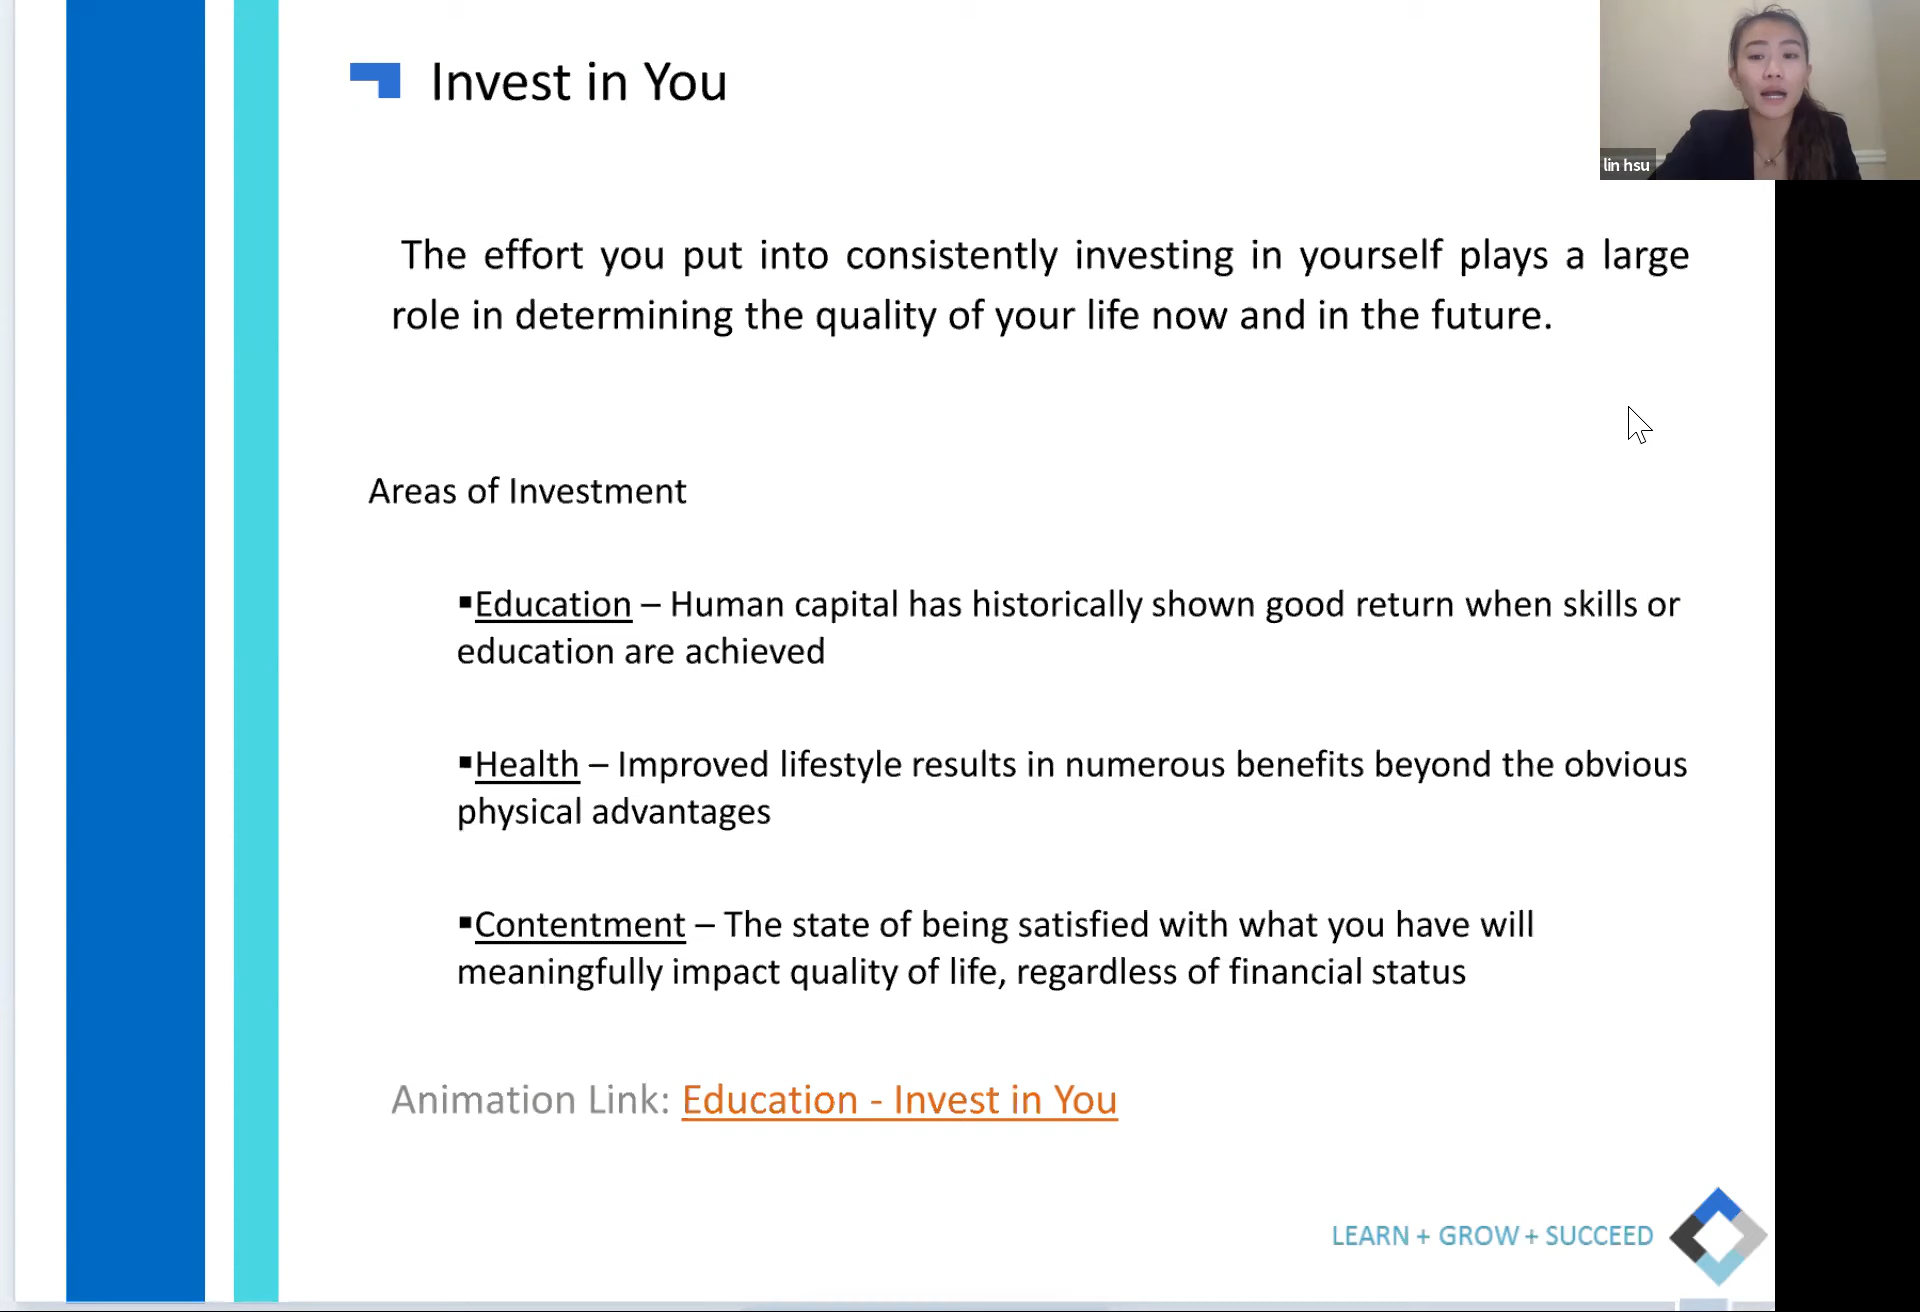 Invest in You
lin hsu
The effort you put into consistently investing in yourself plays a large
role in determining the quality of your life now and in the future.
Areas of Investment
▪Education – Human capital has historically shown good return when skills or
education are achieved
▪Health – Improved lifestyle results in numerous benefits beyond the obvious
physical advantages
▪Contentment – The state of being satisfied with what you have will
meaningfully impact quality of life, regardless of financial status
Animation Link: Education - Invest in You
LEARN + GROW + SUCCEED